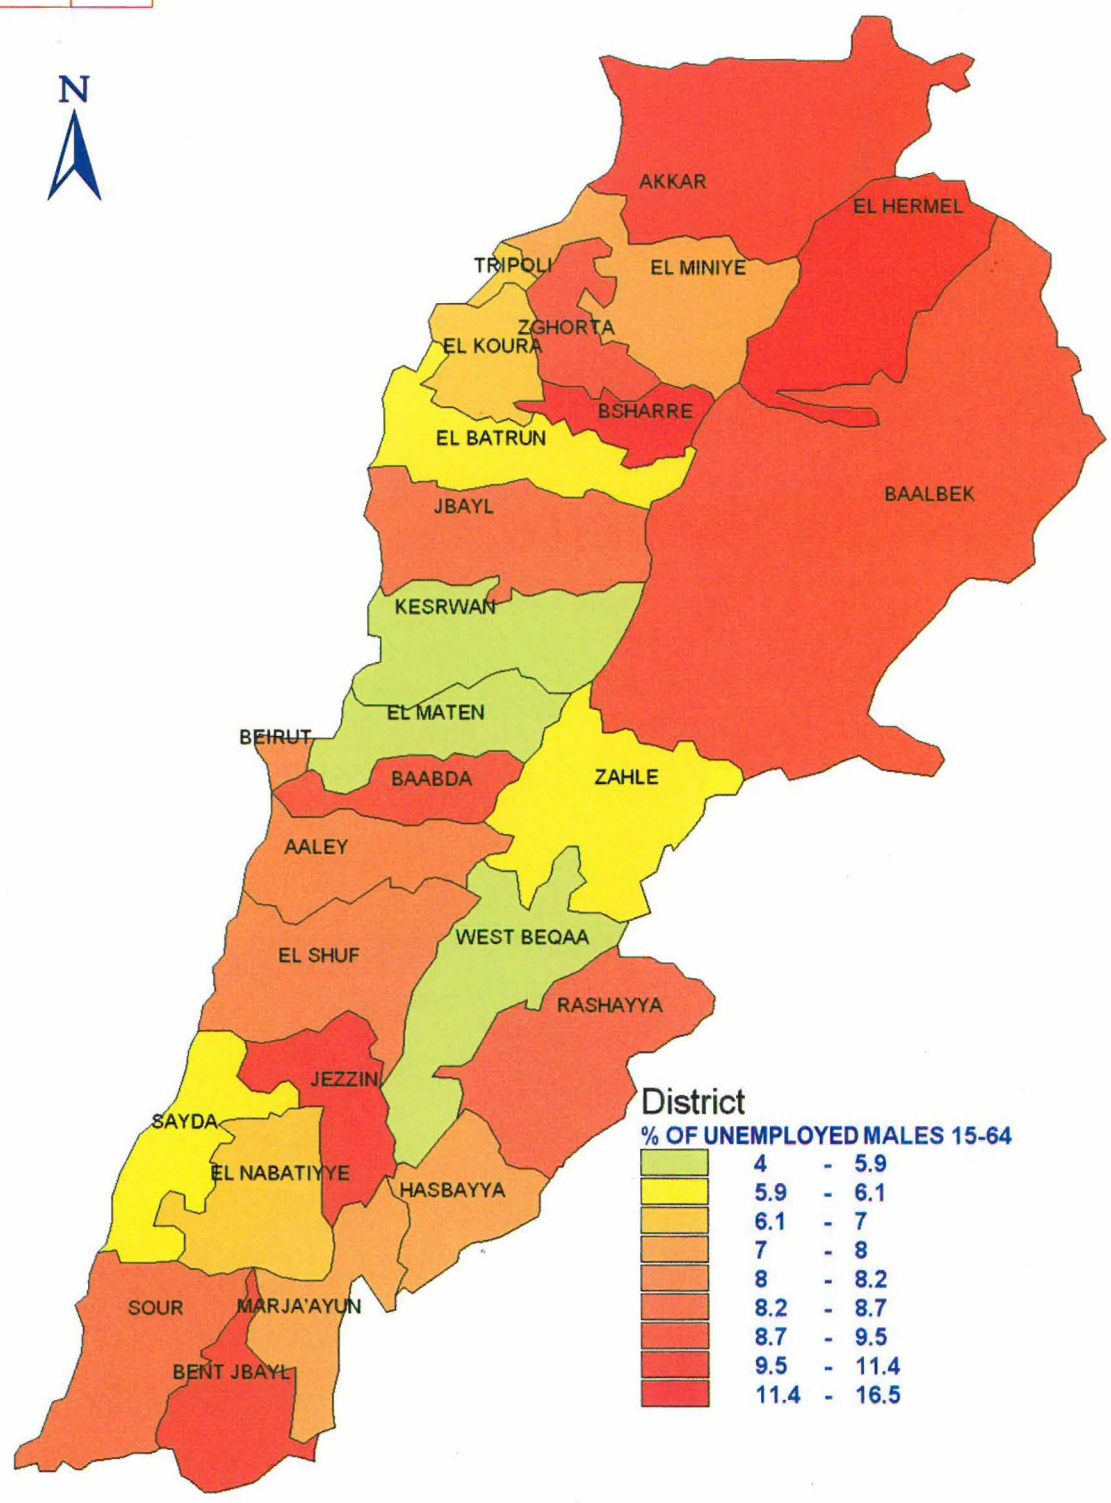 N
AKKAR
EL HERMEL
TRIPOLI
EL MINIYE
ZGHORTA
EL KOURA
BSHARRE
EL BATRUN
BAALBEK
JBAYL
KESRWAN
EL MATEN
BEIRUT
BAABDA
ZAHLE
AALEY
WEST BEQAA
EL SHUF
RASHAYYA
JEZZIN
SAYDA
EL NABATIYYE
HASBAYYA
SOUR
MARJA'AYUN
BENT JBAYL
District
% OF UNEMPLOYED MALES 15-64
4 - 5.9
5.9 - 6.1
6.1 - 7
7 - 8
8 - 8.2
8.2 - 8.7
8.7 - 9.5
9.5 - 11.4
11.4 - 16.5